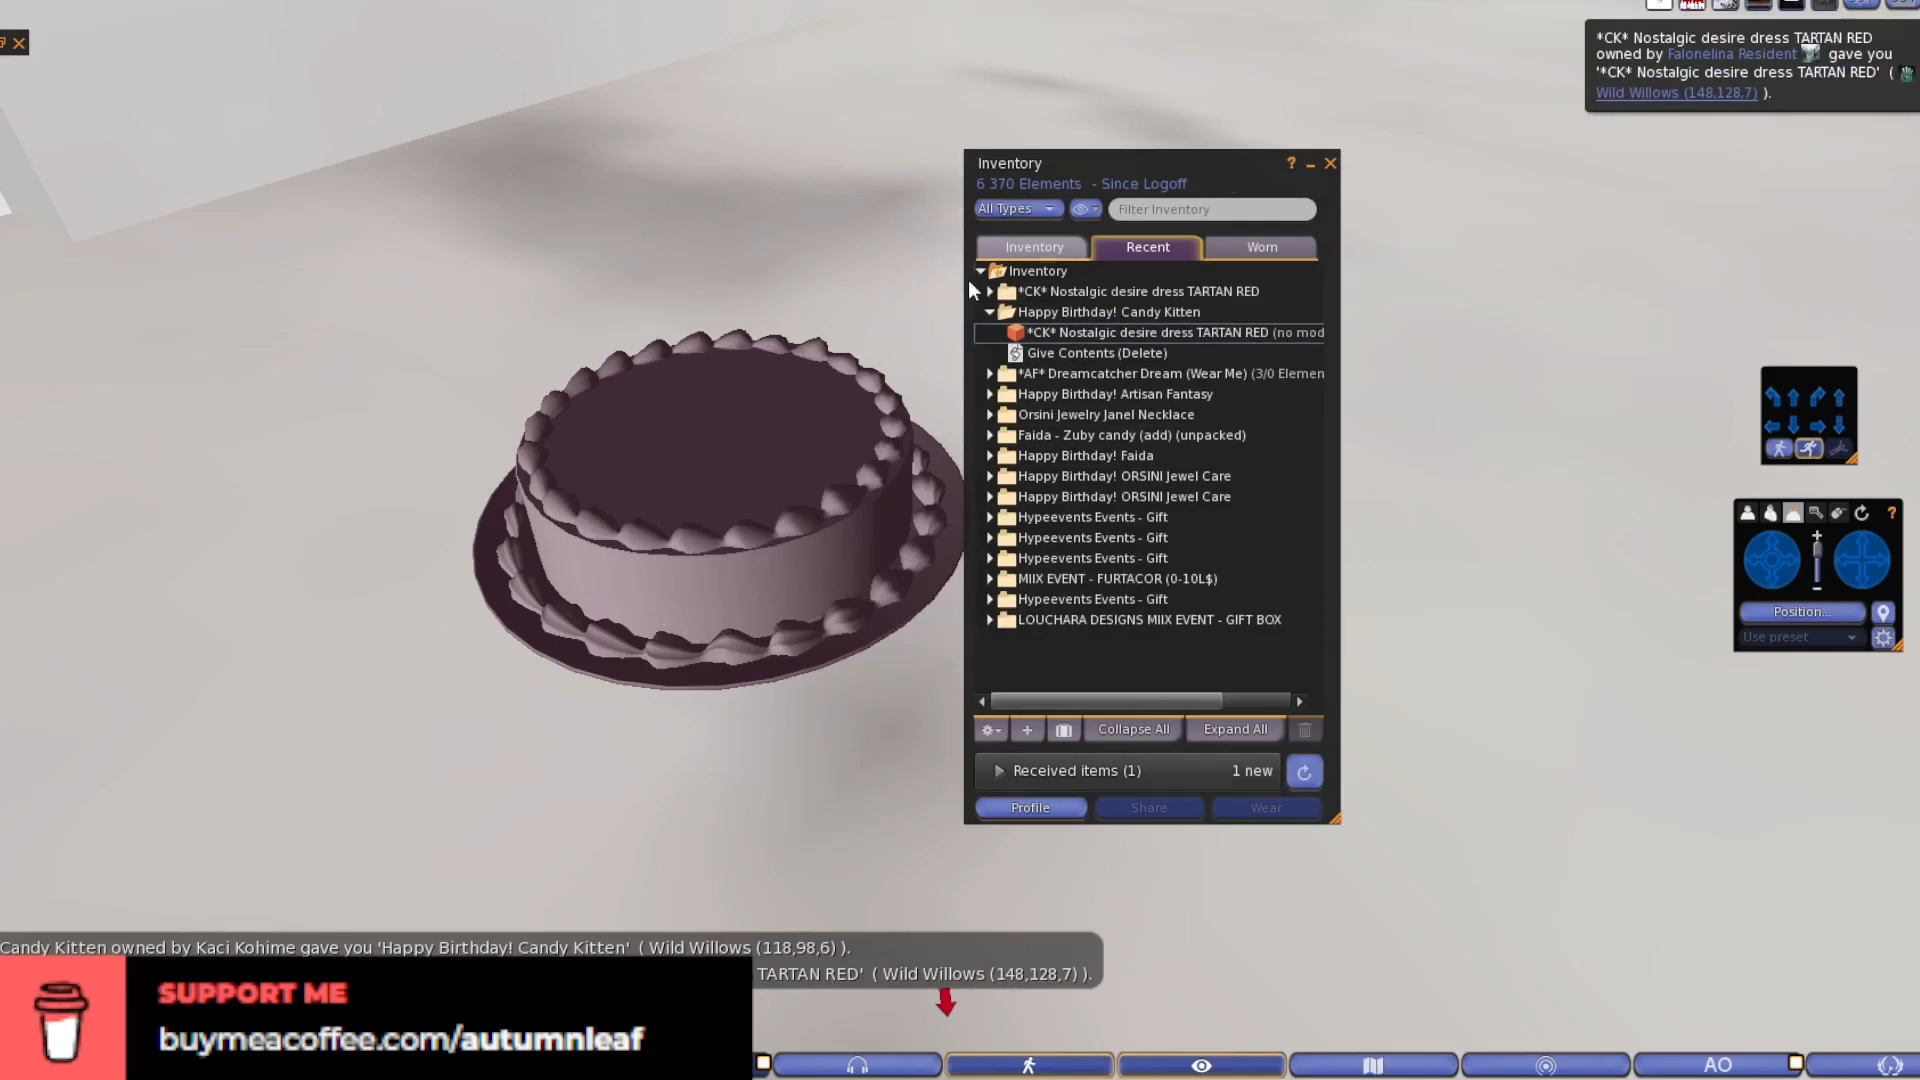 *CK* Nostalgic desire dress TARTAN RED
owned by Falonelina Resident gave you
'*CK* Nostalgic desire dress TARTAN RED' (
Wild Willows (148,128,7) ).
Inventory
? _ X
6 370 Elements - Since Logoff
All Types
Filter Inventory
Inventory Recent Worn
Inventory
*CK* Nostalgic desire dress TARTAN RED
Happy Birthday! Candy Kitten
*CK* Nostalgic desire dress TARTAN RED (no mod
Give Contents (Delete)
*AF* Dreamcatcher Dream (Wear Me) (3/0 Elemen
Happy Birthday! Artisan Fantasy
Orsini Jewelry Janel Necklace
Faida - Zuby candy (add) (unpacked)
Happy Birthday! Faida
Happy Birthday! ORSINI Jewel Care
Happy Birthday! ORSINI Jewel Care
Hypeevents Events - Gift
Hypeevents Events - Gift
Hypeevents Events - Gift
MIIX EVENT - FURTACOR (0-10L$)
Hypeevents Events - Gift
LOUCHARA DESIGNS MIIX EVENT - GIFT BOX
Collapse All Expand All
Received items (1) 1 new
Profile Share Wear
?
Position...
Use preset
Candy Kitten owned by Kaci Kohime gave you 'Happy Birthday! Candy Kitten' ( Wild Willows (118,98,6) ).
TARTAN RED' ( Wild Willows (148,128,7) ).
SUPPORT ME
buymeacoffee.com/autumnleaf
AO